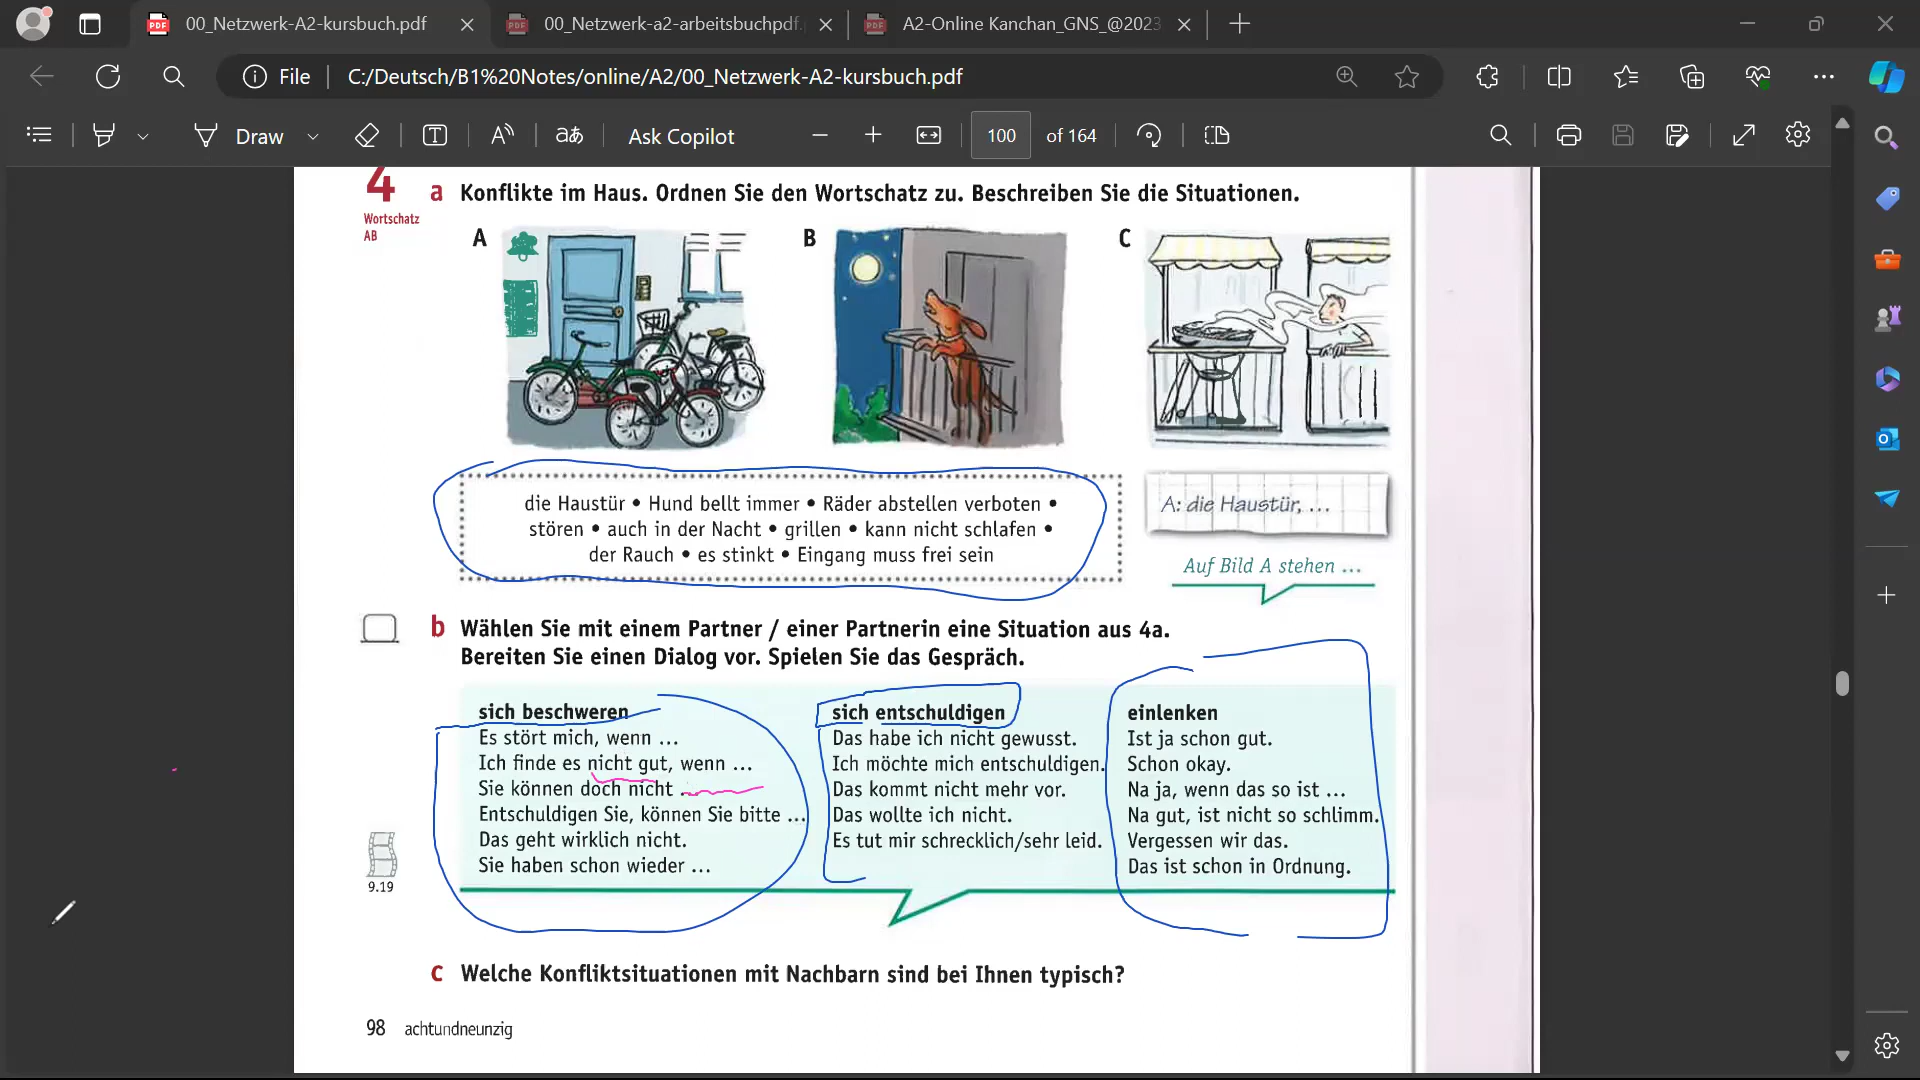 00_Netzwerk-A2-kursbuch.pdf
00_Netzwerk-a2-arbeitsbuchpdf.
A2-Online Kanchan_GNS_@2023
File
C:/Deutsch/B1%20Notes/online/A2/00_Netzwerk-A2-kursbuch.pdf
Draw
Ask Copilot
100 of 164
4
Wortschatz
AB
a Konflikte im Haus. Ordnen Sie den Wortschatz zu. Beschreiben Sie die Situationen.
A
B
C
die Haustür • Hund bellt immer • Räder abstellen verboten •
stören • auch in der Nacht • grillen • kann nicht schlafen •
der Rauch • es stinkt • Eingang muss frei sein
A: die Haustür, ...
Auf Bild A stehen ...
b Wählen Sie mit einem Partner / einer Partnerin eine Situation aus 4a.
Bereiten Sie einen Dialog vor. Spielen Sie das Gespräch.
sich beschweren
Es stört mich, wenn ...
Ich finde es nicht gut, wenn ...
Sie können doch nicht ...
Entschuldigen Sie, können Sie bitte ...
Das geht wirklich nicht.
Sie haben schon wieder ...
sich entschuldigen
Das habe ich nicht gewusst.
Ich möchte mich entschuldigen.
Das kommt nicht mehr vor.
Das wollte ich nicht.
Es tut mir schrecklich/sehr leid.
einlenken
Ist ja schon gut.
Schon okay.
Na ja, wenn das so ist ...
Na gut, ist nicht so schlimm.
Vergessen wir das.
Das ist schon in Ordnung.
9.19
c Welche Konfliktsituationen mit Nachbarn sind bei Ihnen typisch?
98 achtundneunzig